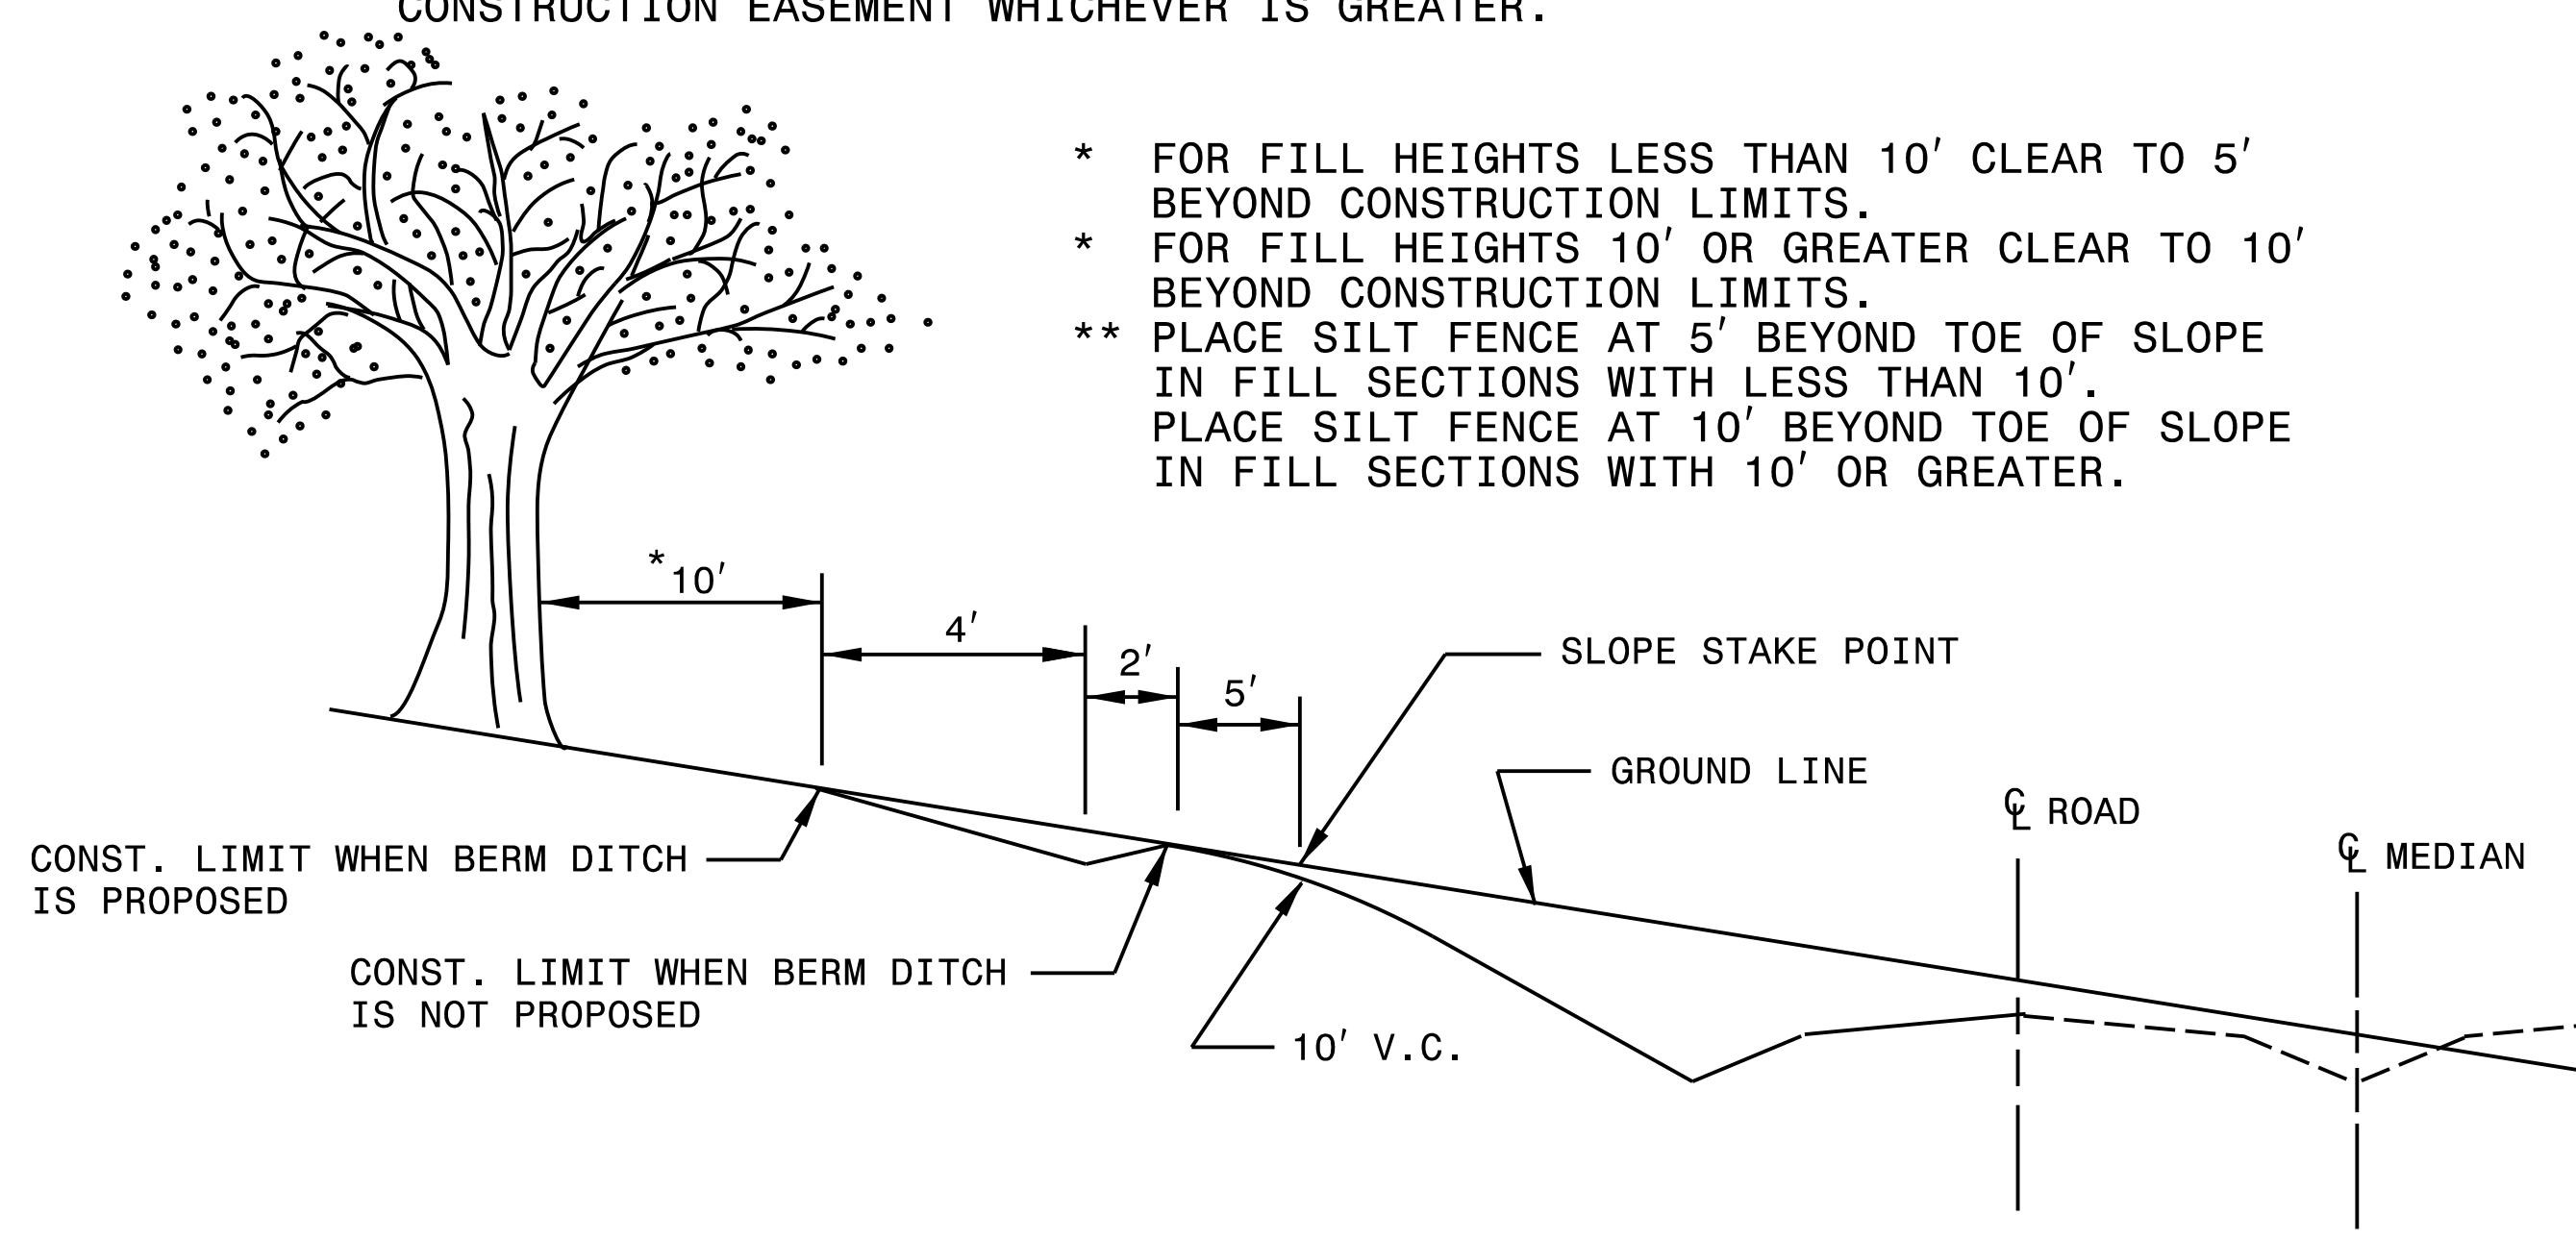 CONSTRUCTION EASEMENT WHICHEVER IS GREATER.
* FOR FILL HEIGHTS LESS THAN 10' CLEAR TO 5'
BEYOND CONSTRUCTION LIMITS.
* FOR FILL HEIGHTS 10' OR GREATER CLEAR TO 10'
BEYOND CONSTRUCTION LIMITS.
** PLACE SILT FENCE AT 5' BEYOND TOE OF SLOPE
IN FILL SECTIONS WITH LESS THAN 10'.
PLACE SILT FENCE AT 10' BEYOND TOE OF SLOPE
IN FILL SECTIONS WITH 10' OR GREATER.
*10'
4'
2'
5'
SLOPE STAKE POINT
GROUND LINE
℄ ROAD
℄ MEDIAN
CONST. LIMIT WHEN BERM DITCH
IS PROPOSED
CONST. LIMIT WHEN BERM DITCH
IS NOT PROPOSED
10' V.C.